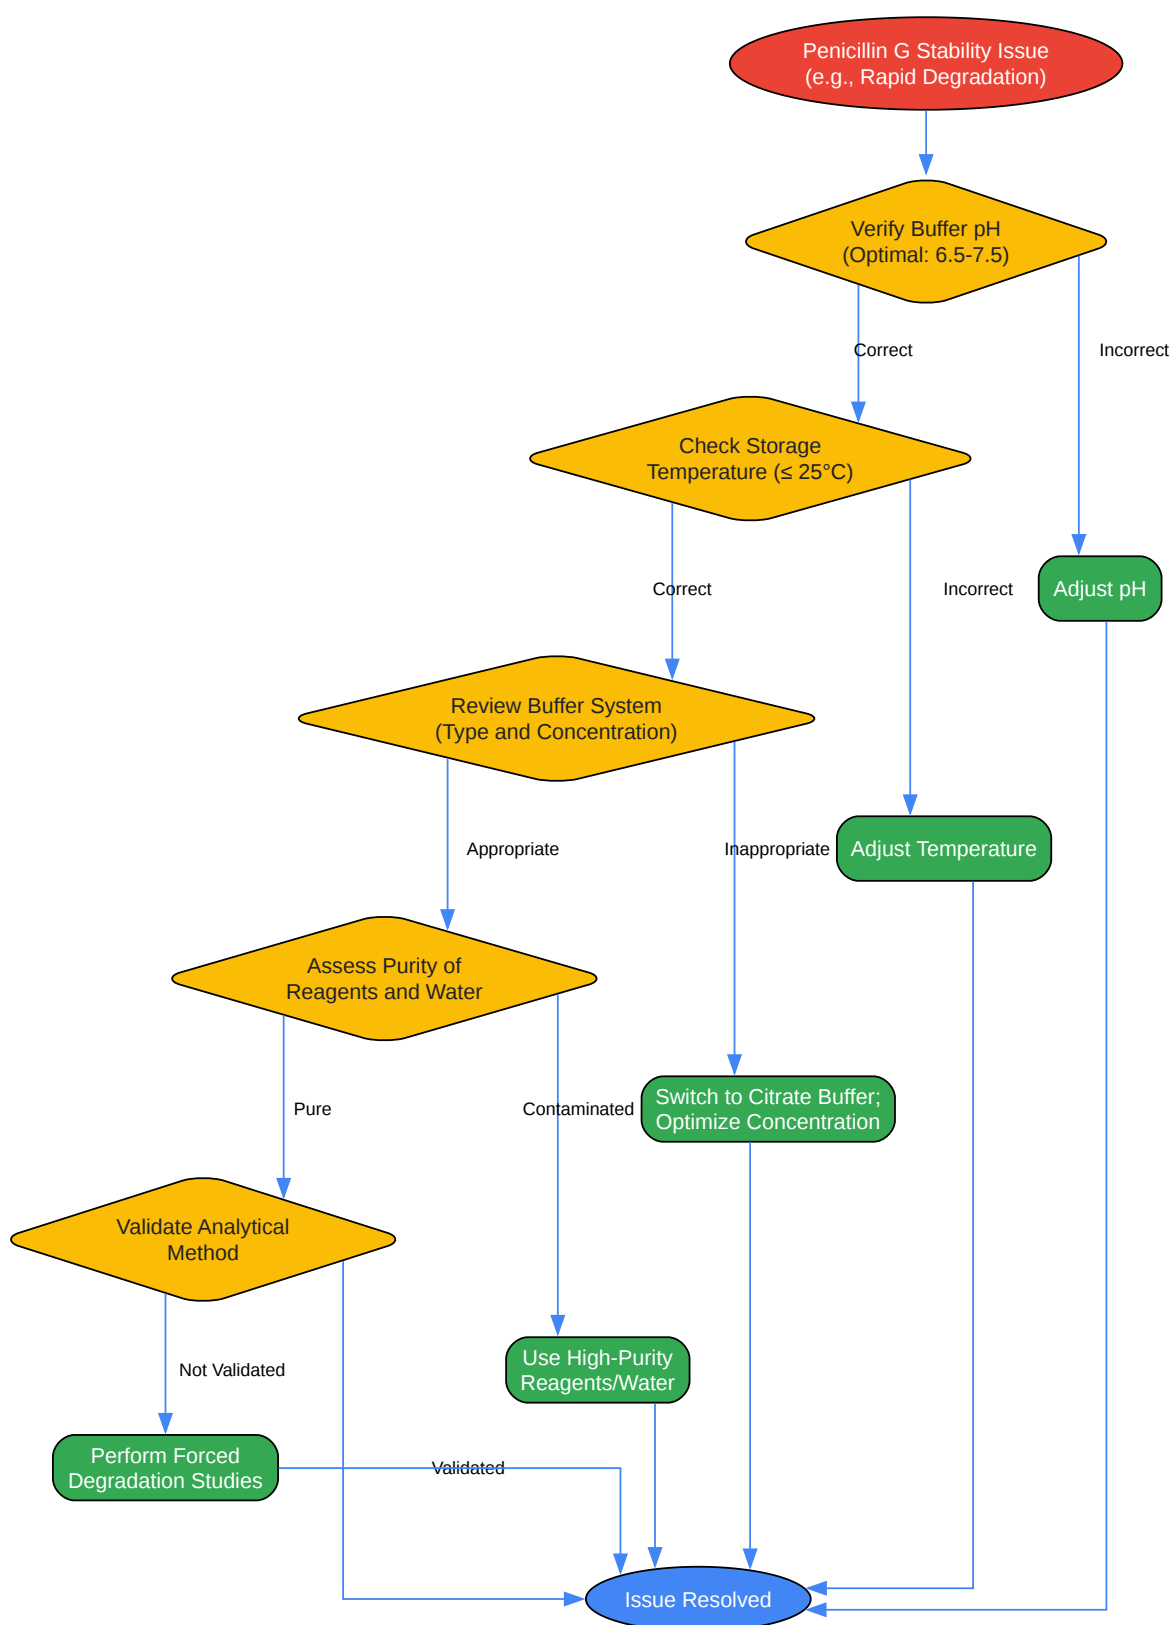 Penicillin G Stability Issue
(e.g., Rapid Degradation)
Verify Buffer pH
(Optimal: 6.5-7.5)
Correct
Incorrect
Check Storage
Temperature (≤ 25°C)
Correct
Incorrect
Adjust pH
Review Buffer System
(Type and Concentration)
Appropriate
Inappropriate
Adjust Temperature
Assess Purity of
Reagents and Water
Pure
Contaminated
Switch to Citrate Buffer;
Optimize Concentration
Validate Analytical
Method
Not Validated
Use High-Purity
Reagents/Water
Perform Forced
Degradation Studies
Validated
Issue Resolved